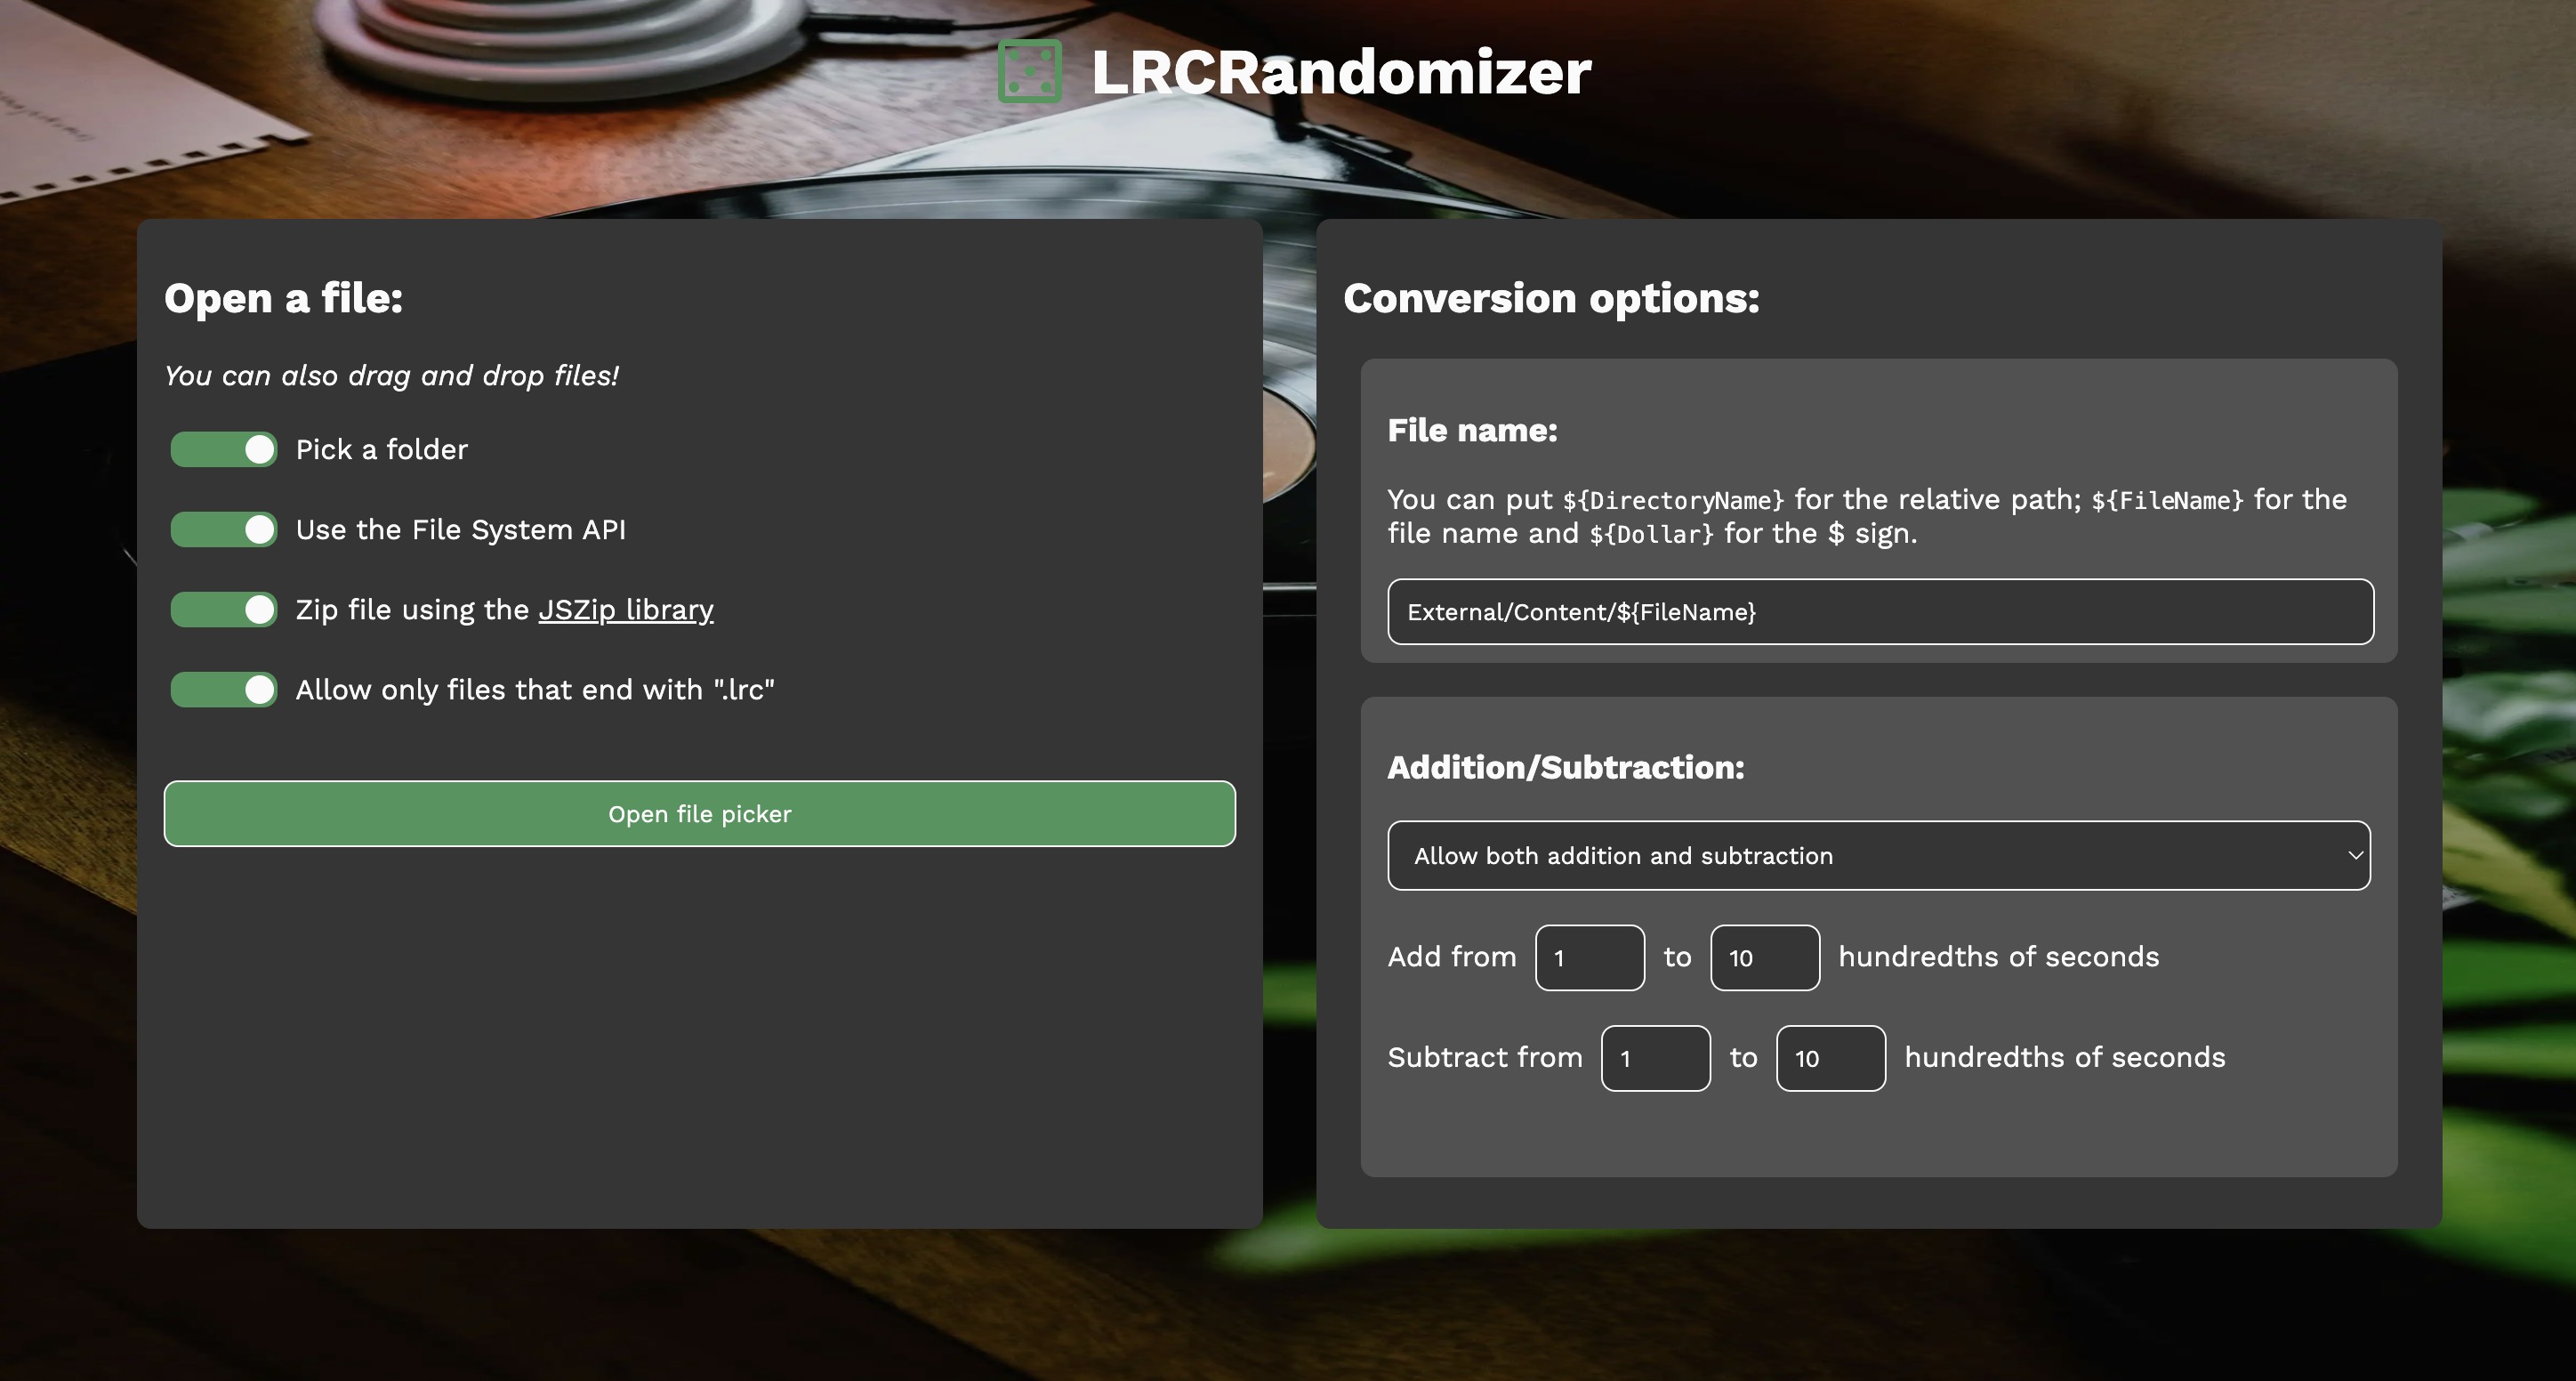 LRCRandomizer
Open a file:
You can also drag and drop files!
Pick a folder
Use the File System API
Zip file using the JSZip library
Allow only files that end with ".lrc"
Open file picker
Conversion options:
File name:
You can put ${DirectoryName} for the relative path; ${FileName} for the
file name and ${Dollar} for the $ sign.
External/Content/${FileName}
Addition/Subtraction:
Allow both addition and subtraction
Add from 1 to 10 hundredths of seconds
Subtract from 1 to 10 hundredths of seconds